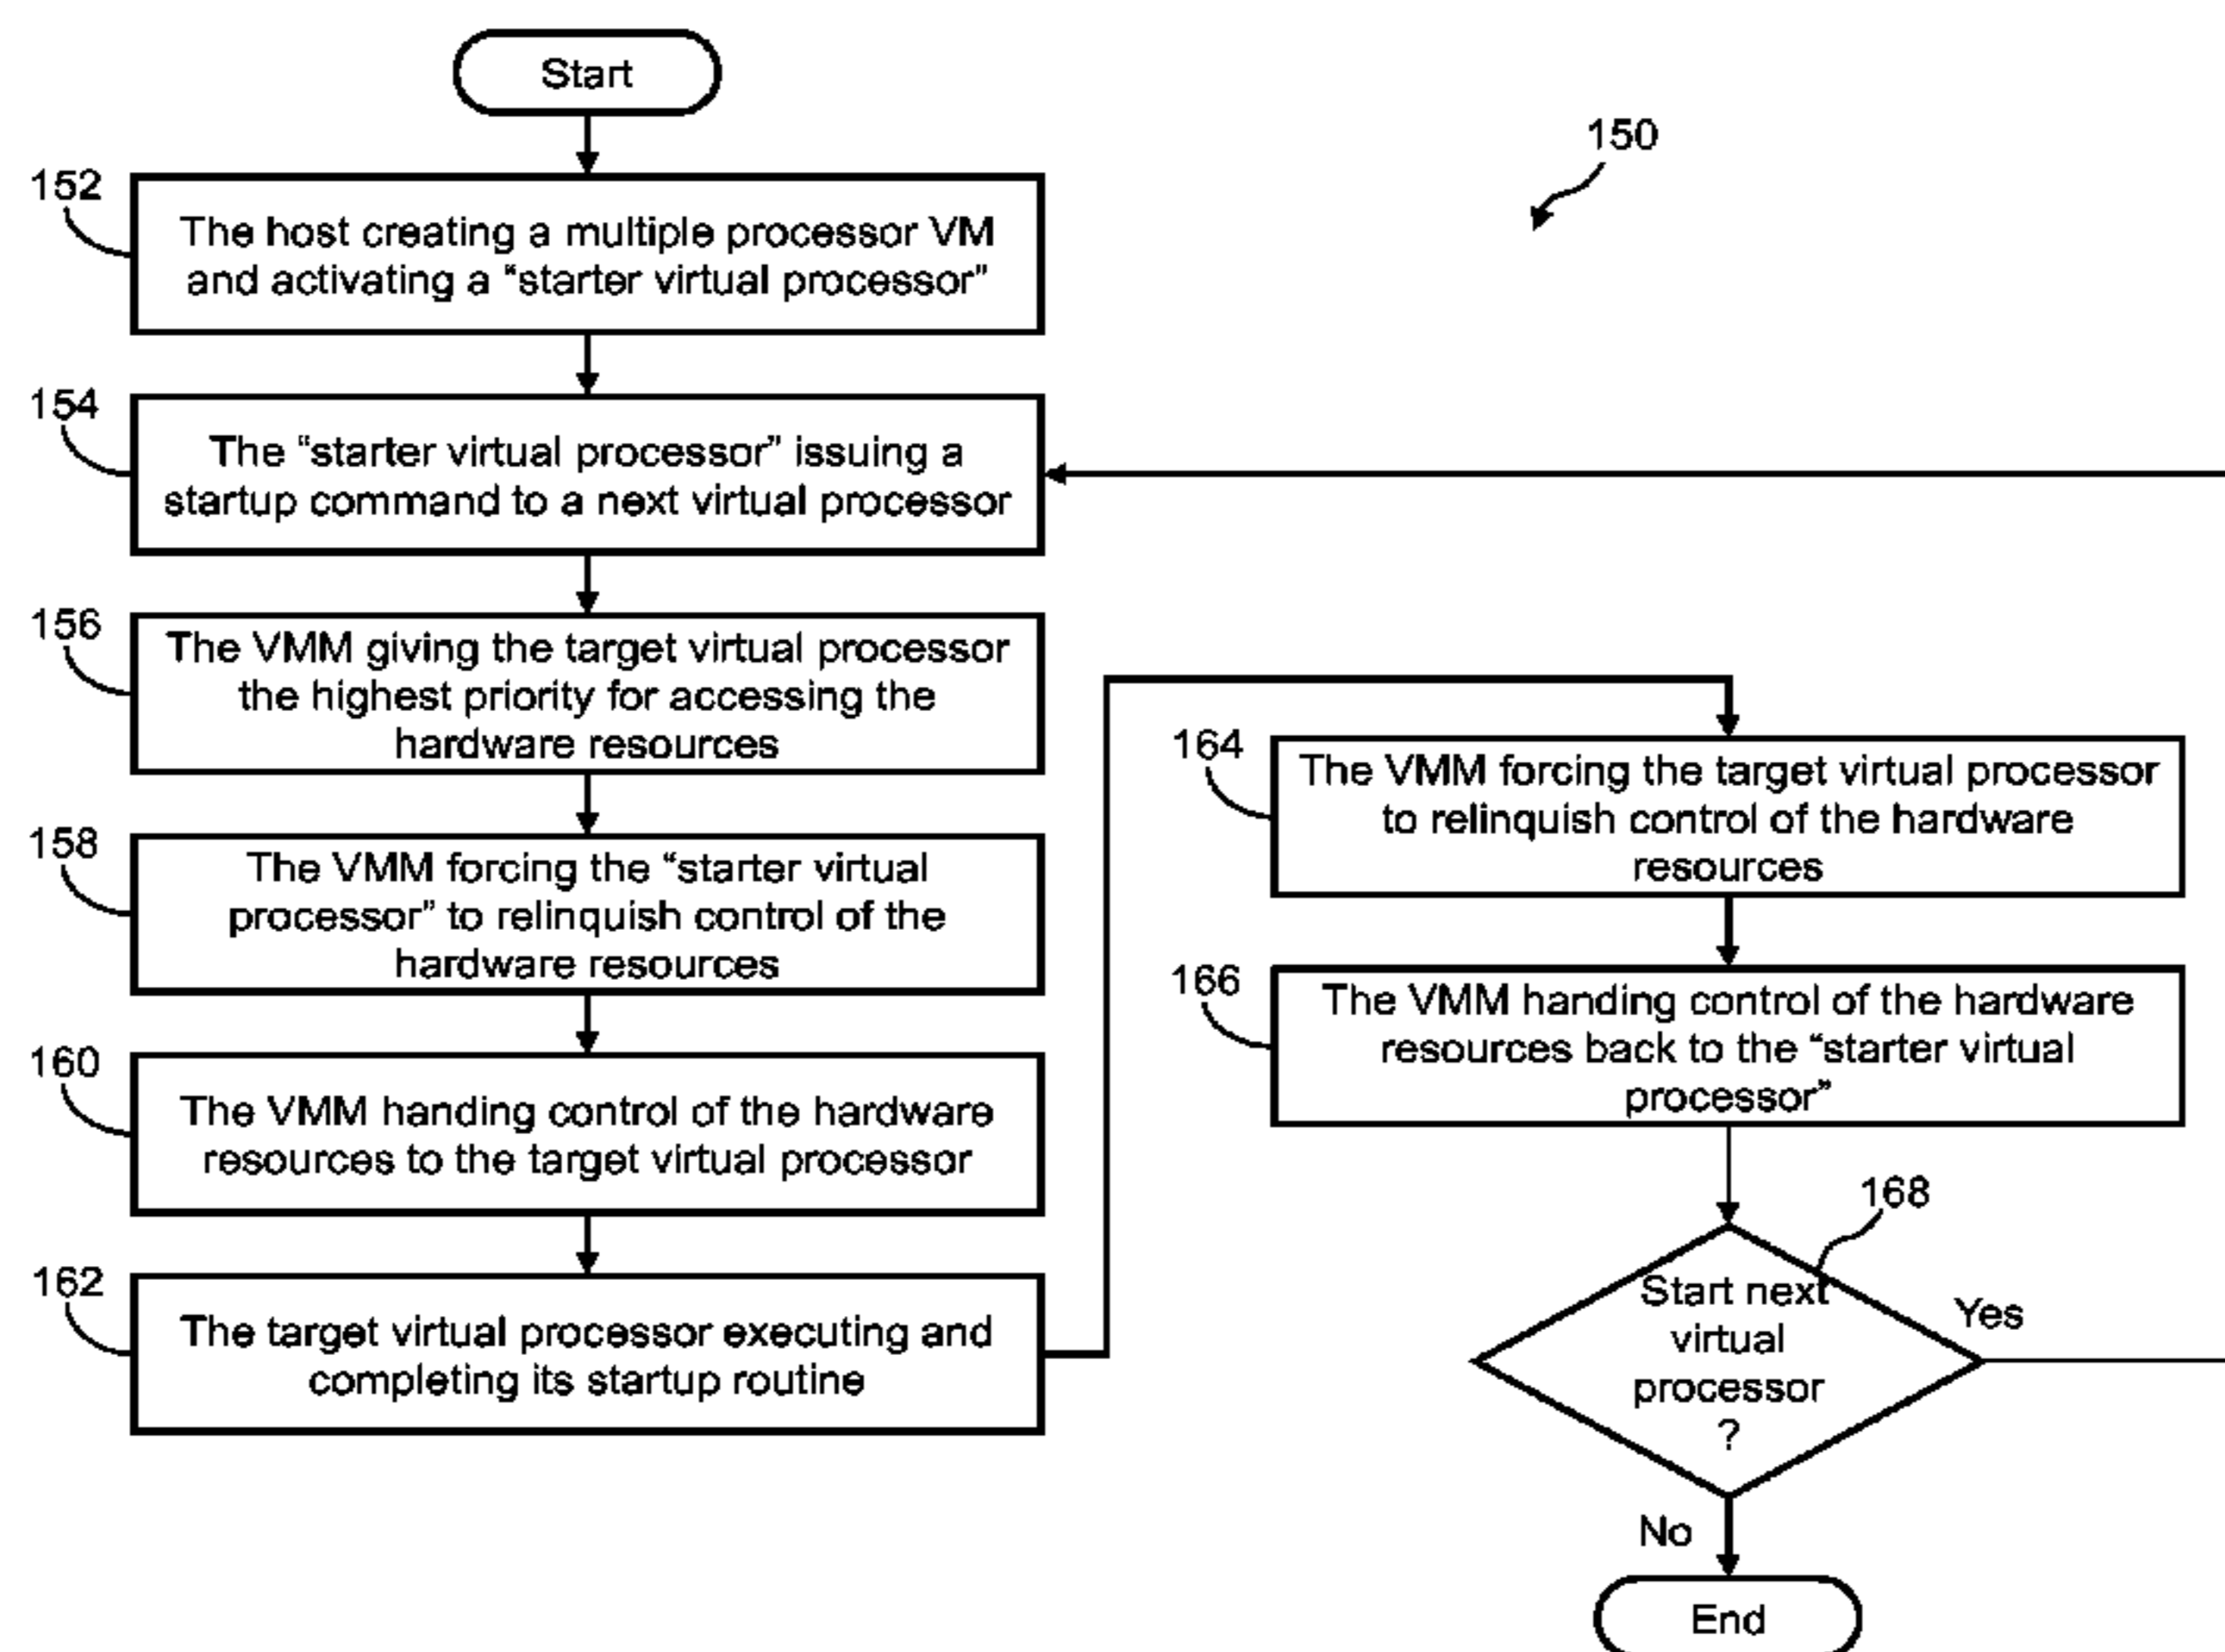 Start
150
152
The host creating a multiple processor VM
and activating a “starter virtual processor”
154
The “starter virtual processor” issuing a
startup command to a next virtual processor
156
The VMM giving the target virtual processor
the highest priority for accessing the
hardware resources
158
The VMM forcing the “starter virtual
processor” to relinquish control of the
hardware resources
160
The VMM handing control of the hardware
resources to the target virtual processor
162
The target virtual processor executing and
completing its startup routine
164
The VMM forcing the target virtual processor
to relinquish control of the hardware
resources
166
The VMM handing control of the hardware
resources back to the “starter virtual
processor”
168
Start next
virtual
processor
?
Yes
No
End